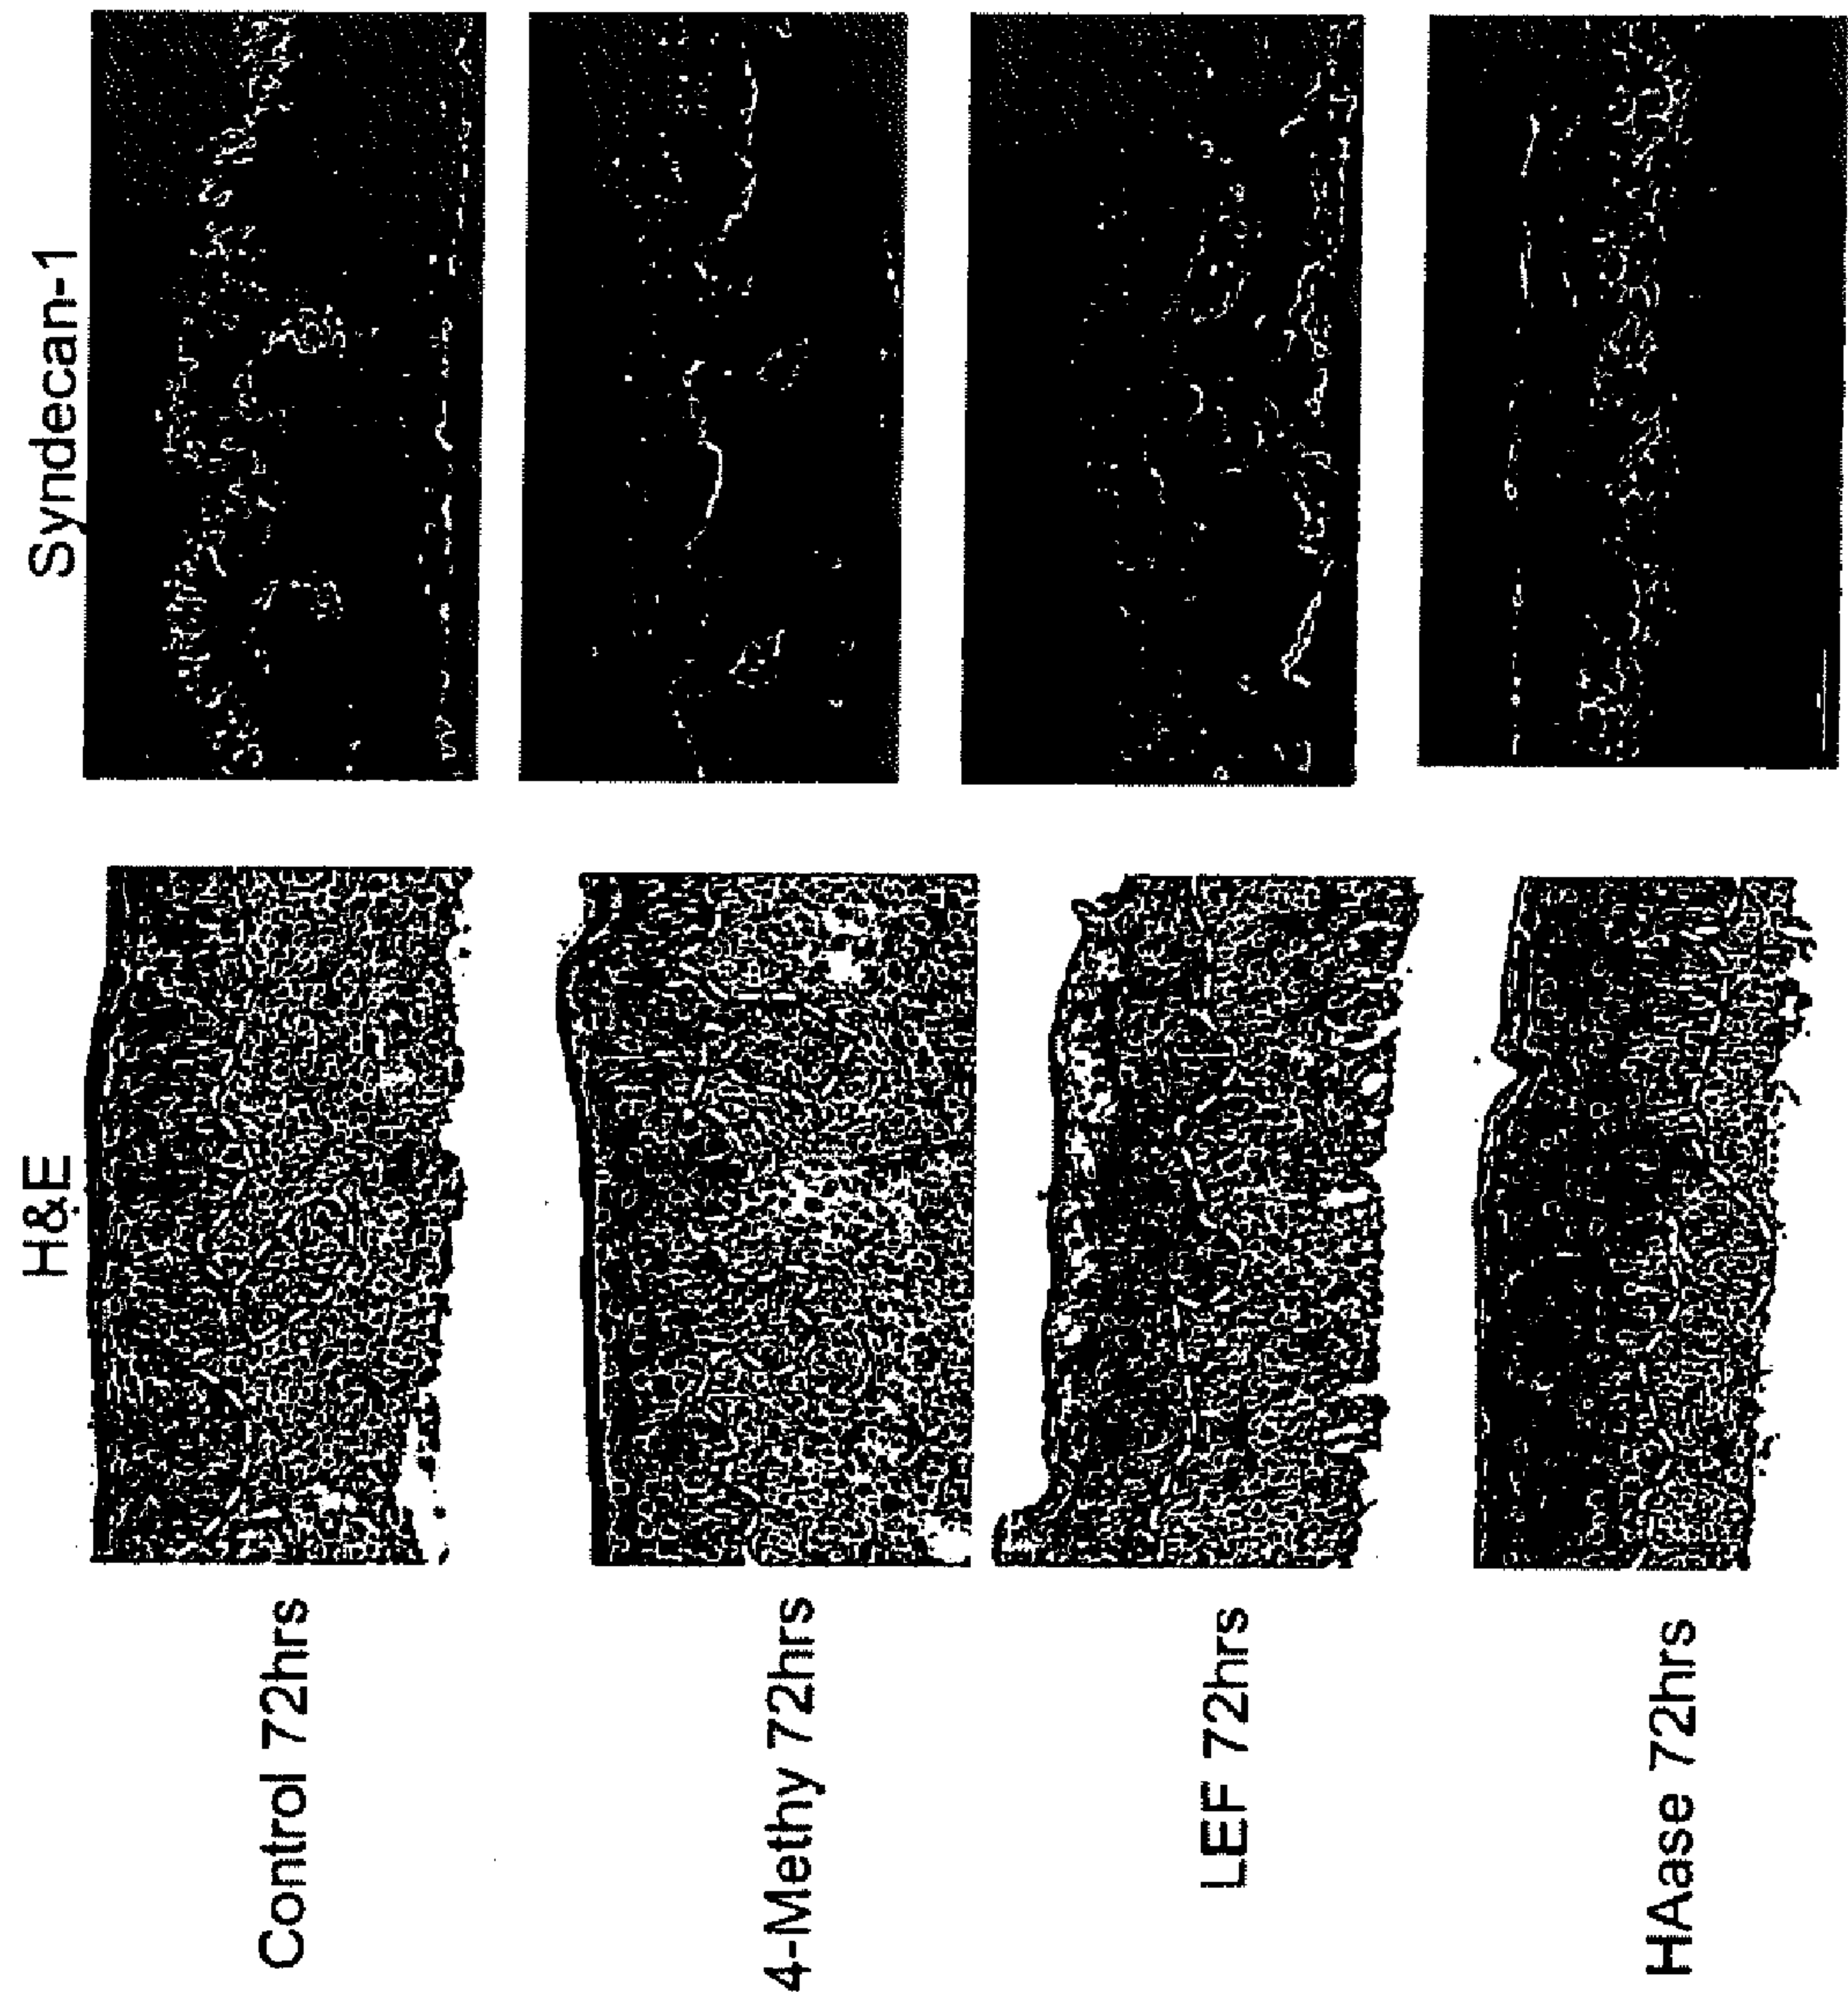 H&E
Syndecan-1
Control 72hrs
4-Methy 72hrs
LEF 72hrs
HAase 72hrs